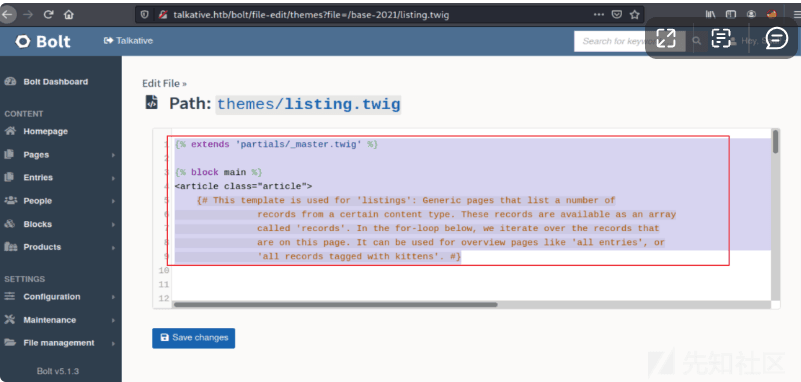 talkative.htb/bolt/file-edit/themes?file=/base-2021/listing.twig
Bolt
Talkative
Search for keywo
Hey,
Bolt Dashboard
CONTENT
Homepage
Pages
Entries
People
Blocks
Products
SETTINGS
Configuration
Maintenance
File management
Bolt v5.1.3
Edit File »
Path: themes/listing.twig
1 {% extends 'partials/_master.twig' %}
2
3 {% block main %}
4 <article class="article">
5 {# This template is used for 'listings': Generic pages that list a number of
6 records from a certain content type. These records are available as an array
7 called 'records'. In the for-loop below, we iterate over the records that
8 are on this page. It can be used for overview pages like 'all entries', or
9 'all records tagged with kittens'. #}
10
11
12
Save changes
先知社区